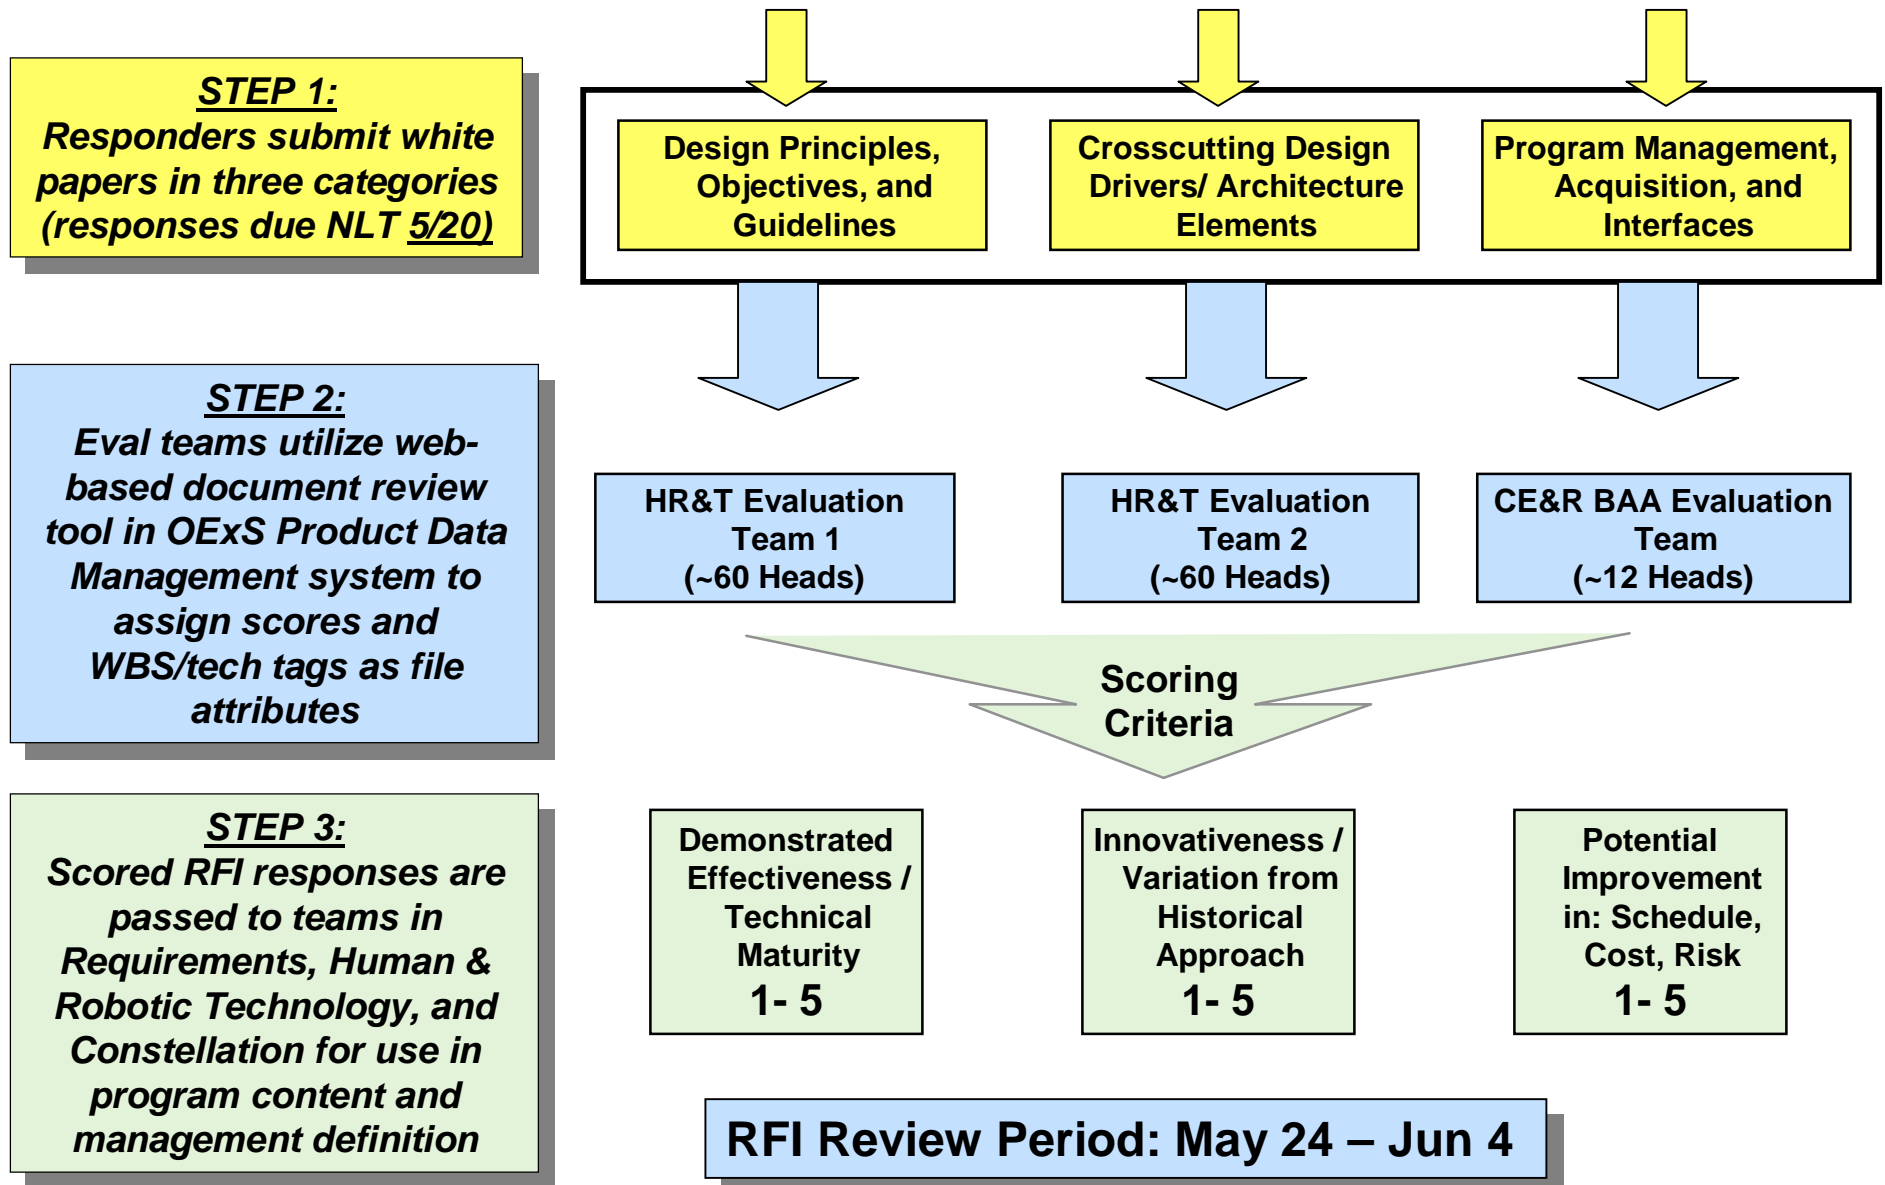 STEP 1:
Responders submit white
papers in three categories
(responses due NLT 5/20)
Design Principles,
Objectives, and
Guidelines
Crosscutting Design
Drivers/ Architecture
Elements
Program Management,
Acquisition, and
Interfaces
STEP 2:
Eval teams utilize web-
based document review
tool in OExS Product Data
Management system to
assign scores and
WBS/tech tags as file
attributes
HR&T Evaluation
Team 1
(~60 Heads)
HR&T Evaluation
Team 2
(~60 Heads)
CE&R BAA Evaluation
Team
(~12 Heads)
Scoring
Criteria
STEP 3:
Scored RFI responses are
passed to teams in
Requirements, Human &
Robotic Technology, and
Constellation for use in
program content and
management definition
Demonstrated
Effectiveness /
Technical
Maturity
1- 5
Innovativeness /
Variation from
Historical
Approach
1- 5
Potential
Improvement
in: Schedule,
Cost, Risk
1- 5
RFI Review Period: May 24 – Jun 4